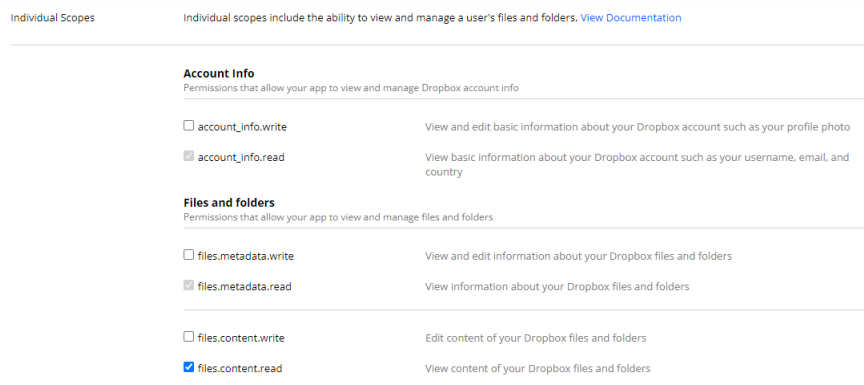 Individual Scopes
Individual scopes include the ability to view and manage a user's files and folders. View Documentation
Account Info
Permissions that allow your app to view and manage Dropbox account info
account_info.write
View and edit basic information about your Dropbox account such as your profile photo
account_info.read
View basic information about your Dropbox account such as your username, email, and
country
Files and folders
Permissions that allow your app to view and manage files and folders
files.metadata.write
View and edit information about your Dropbox files and folders
files.metadata.read
View information about your Dropbox files and folders
files.content.write
Edit content of your Dropbox files and folders
files.content.read
View content of your Dropbox files and folders